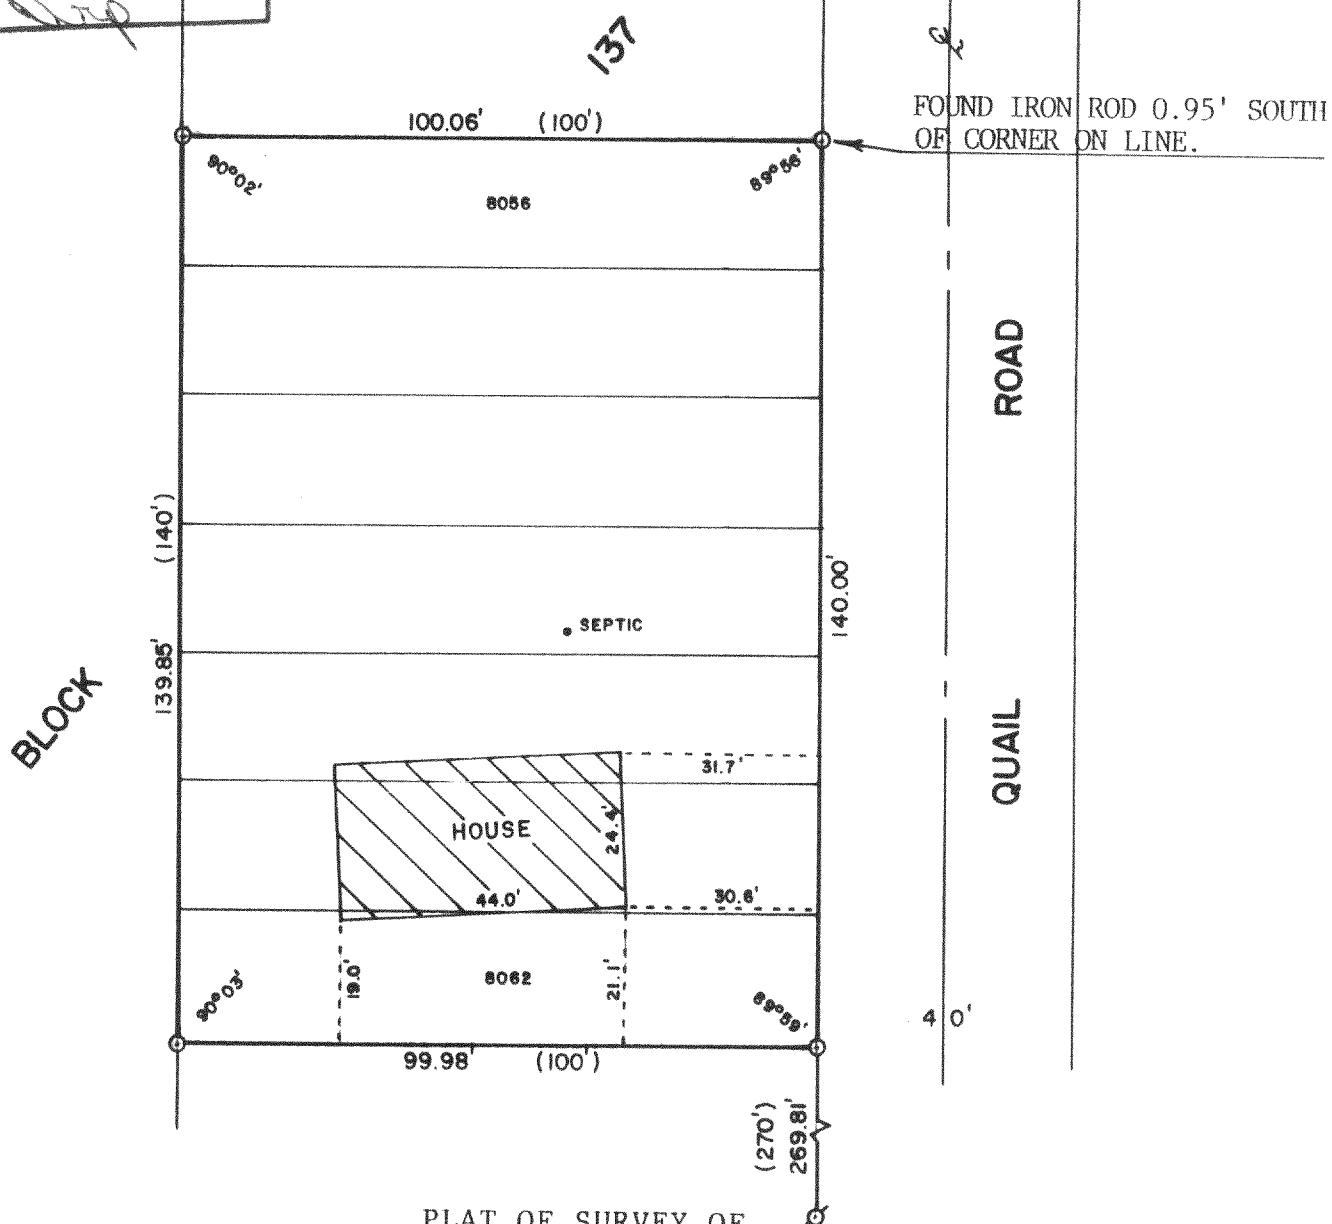 137
100.06' (100')
FOUND IRON ROD 0.95' SOUTH
OF CORNER ON LINE.
90°02'
89°56'
8056
ROAD
(140')
139.85'
140.00'
SEPTIC
BLOCK
QUAIL
31.7'
HOUSE
24.4'
44.0'
30.6'
19.0'
8062
21.1'
90°03'
89°59'
40'
99.98' (100')
(270')
269.81'
PLAT OF SURVEY OF